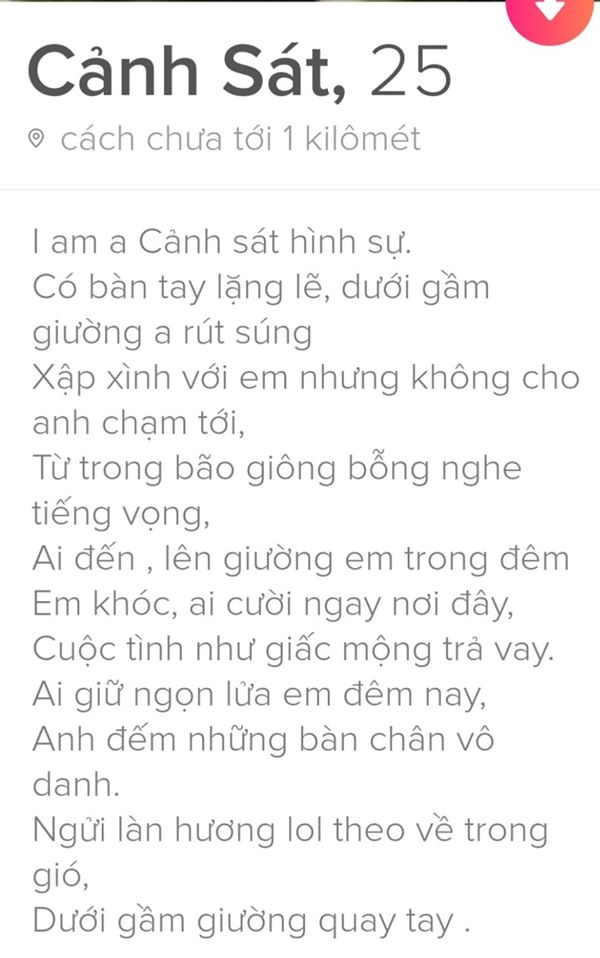 Cảnh Sát, 25
cách chưa tới 1 kilômét
I am a Cảnh sát hình sự.
Có bàn tay lặng lẽ, dưới gầm
giường a rút súng
Xập xình với em nhưng không cho
anh chạm tới,
Từ trong bão giông bỗng nghe
tiếng vọng,
Ai đến , lên giường em trong đêm
Em khóc, ai cười ngay nơi đây,
Cuộc tình như giấc mộng trả vay.
Ai giữ ngọn lửa em đêm nay,
Anh đếm những bàn chân vô
danh.
Ngửi làn hương lol theo về trong
gió,
Dưới gầm giường quay tay .